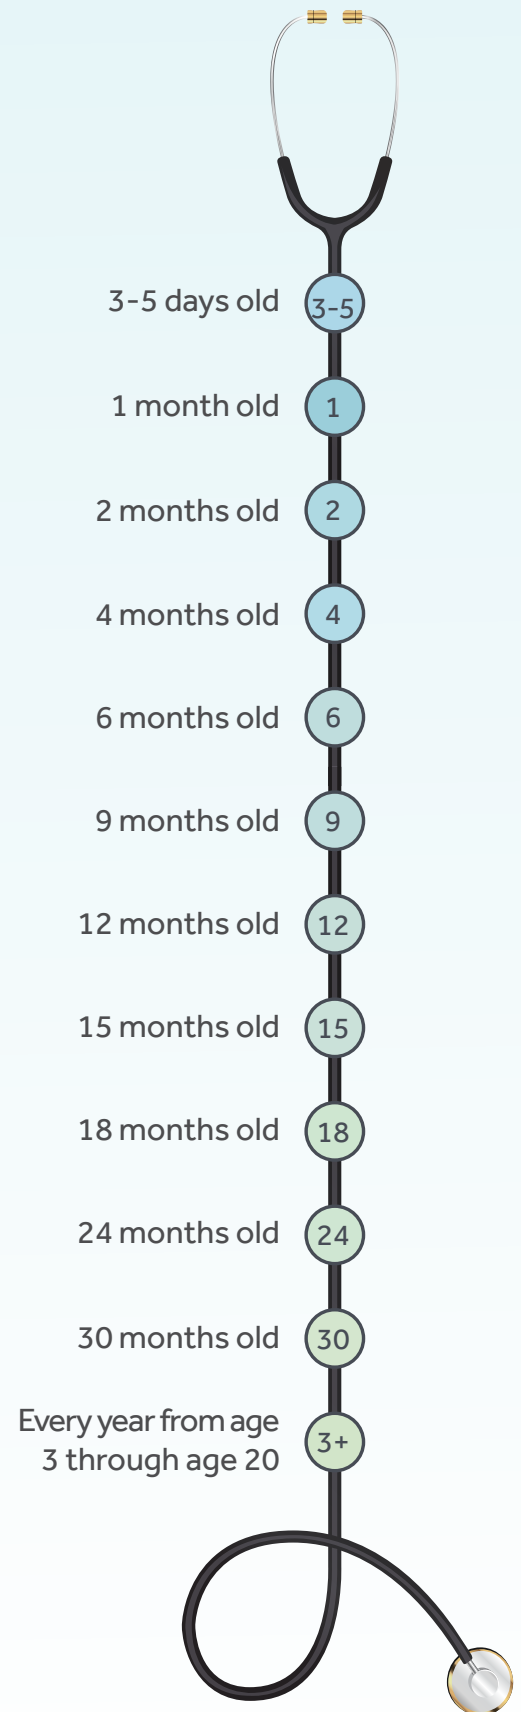 3-5 days old 3-5
1 month old 1
2 months old 2
4 months old 4
6 months old 6
9 months old 9
12 months old 12
15 months old 15
18 months old 18
24 months old 24
30 months old 30
Every year from age
3 through age 20 3+